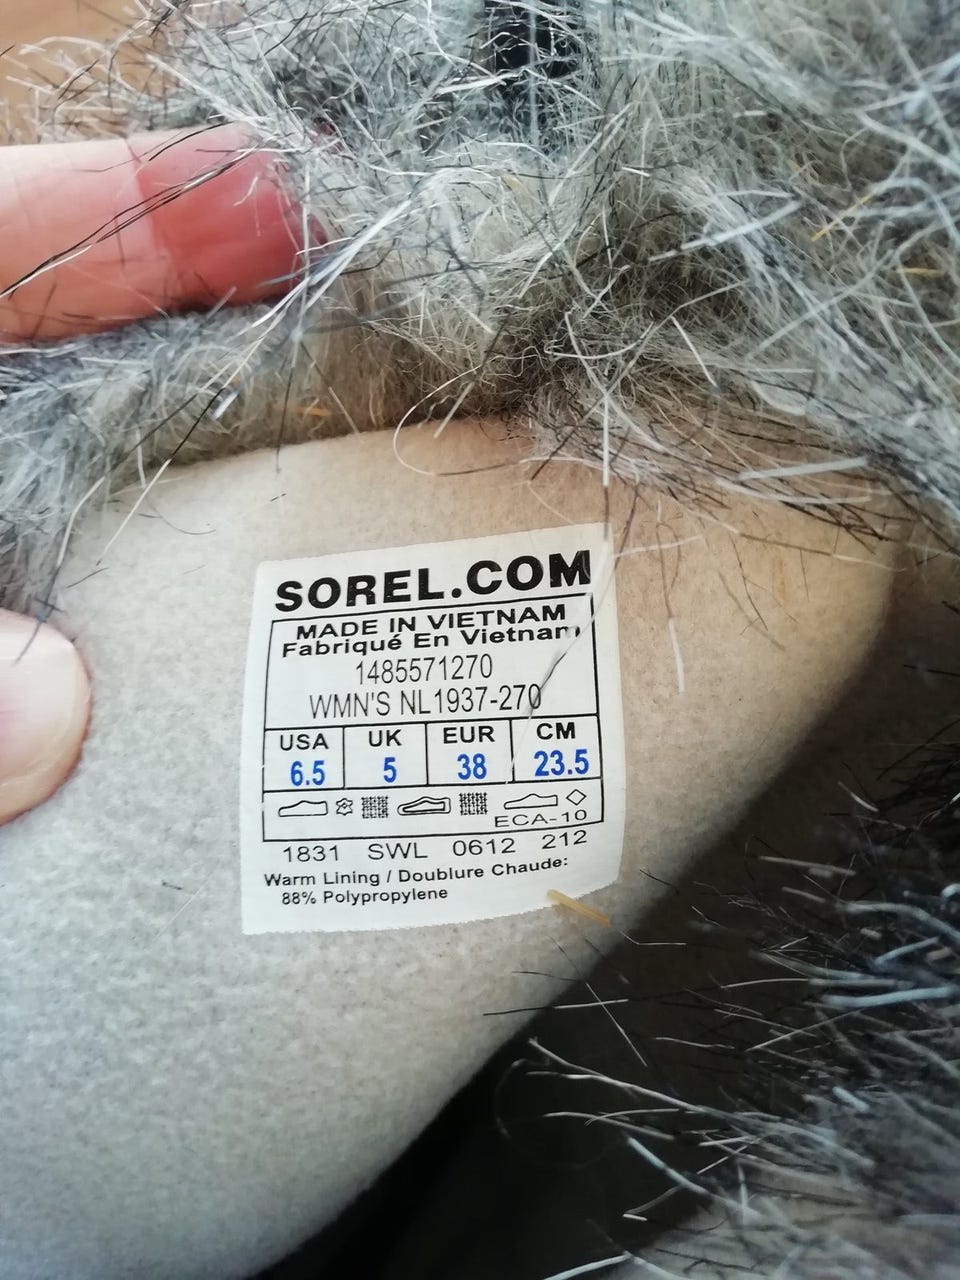 SOREL.COM
MADE IN VIETNAM
Fabriqué En Vietnam
1485571270
WMN'S NL1937-270
USA UK EUR CM
6.5 5 38 23.5
ECA-10
1831 SWL 0612 212
Warm Lining / Doublure Chaude:
88% Polypropylene